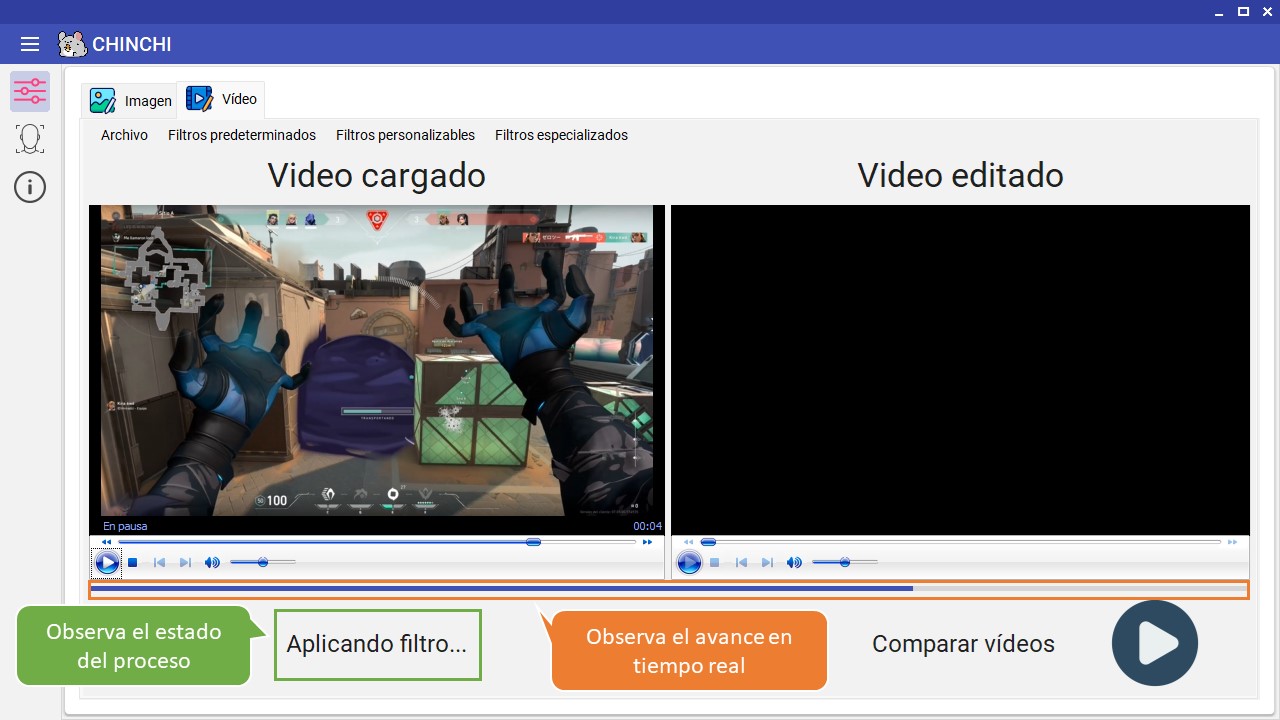 CHINCHI
Imagen
Vídeo
Archivo
Filtros predeterminados
Filtros personalizables
Filtros especializados
Video cargado
Video editado
100
En pausa
00:04
Observa el estado
del proceso
Aplicando filtro...
Observa el avance en
tiempo real
Comparar vídeos